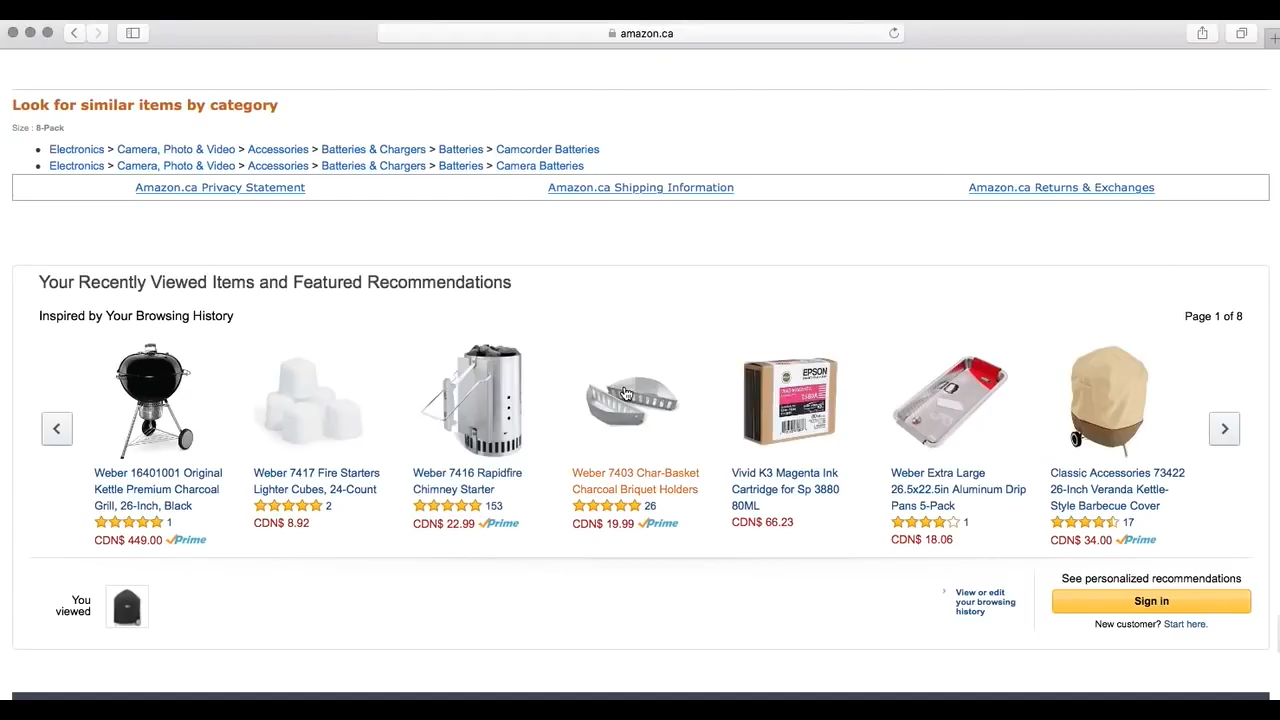 amazon.ca
Look for similar items by category
Size : 8-Pack
Electronics > Camera, Photo & Video > Accessories > Batteries & Chargers > Batteries > Camcorder Batteries
Electronics > Camera, Photo & Video > Accessories > Batteries & Chargers > Batteries > Camera Batteries
Amazon.ca Privacy Statement Amazon.ca Shipping Information Amazon.ca Returns & Exchanges
Your Recently Viewed Items and Featured Recommendations
Inspired by Your Browsing History
Page 1 of 8
EPSON
Weber 16401001 Original
Kettle Premium Charcoal
Grill, 26-Inch, Black
1
CDN$ 449.00 Prime
Weber 7417 Fire Starters
Lighter Cubes, 24-Count
2
CDN$ 8.92
Weber 7416 Rapidfire
Chimney Starter
153
CDN$ 22.99 Prime
Weber 7403 Char-Basket
Charcoal Briquet Holders
26
CDN$ 19.99 Prime
Vivid K3 Magenta Ink
Cartridge for Sp 3880
80ML
CDN$ 66.23
Weber Extra Large
26.5x22.5in Aluminum Drip
Pans 5-Pack
1
CDN$ 18.06
Classic Accessories 73422
26-Inch Veranda Kettle-
Style Barbecue Cover
17
CDN$ 34.00 Prime
You
viewed
View or edit
your browsing
history
See personalized recommendations
Sign in
New customer? Start here.